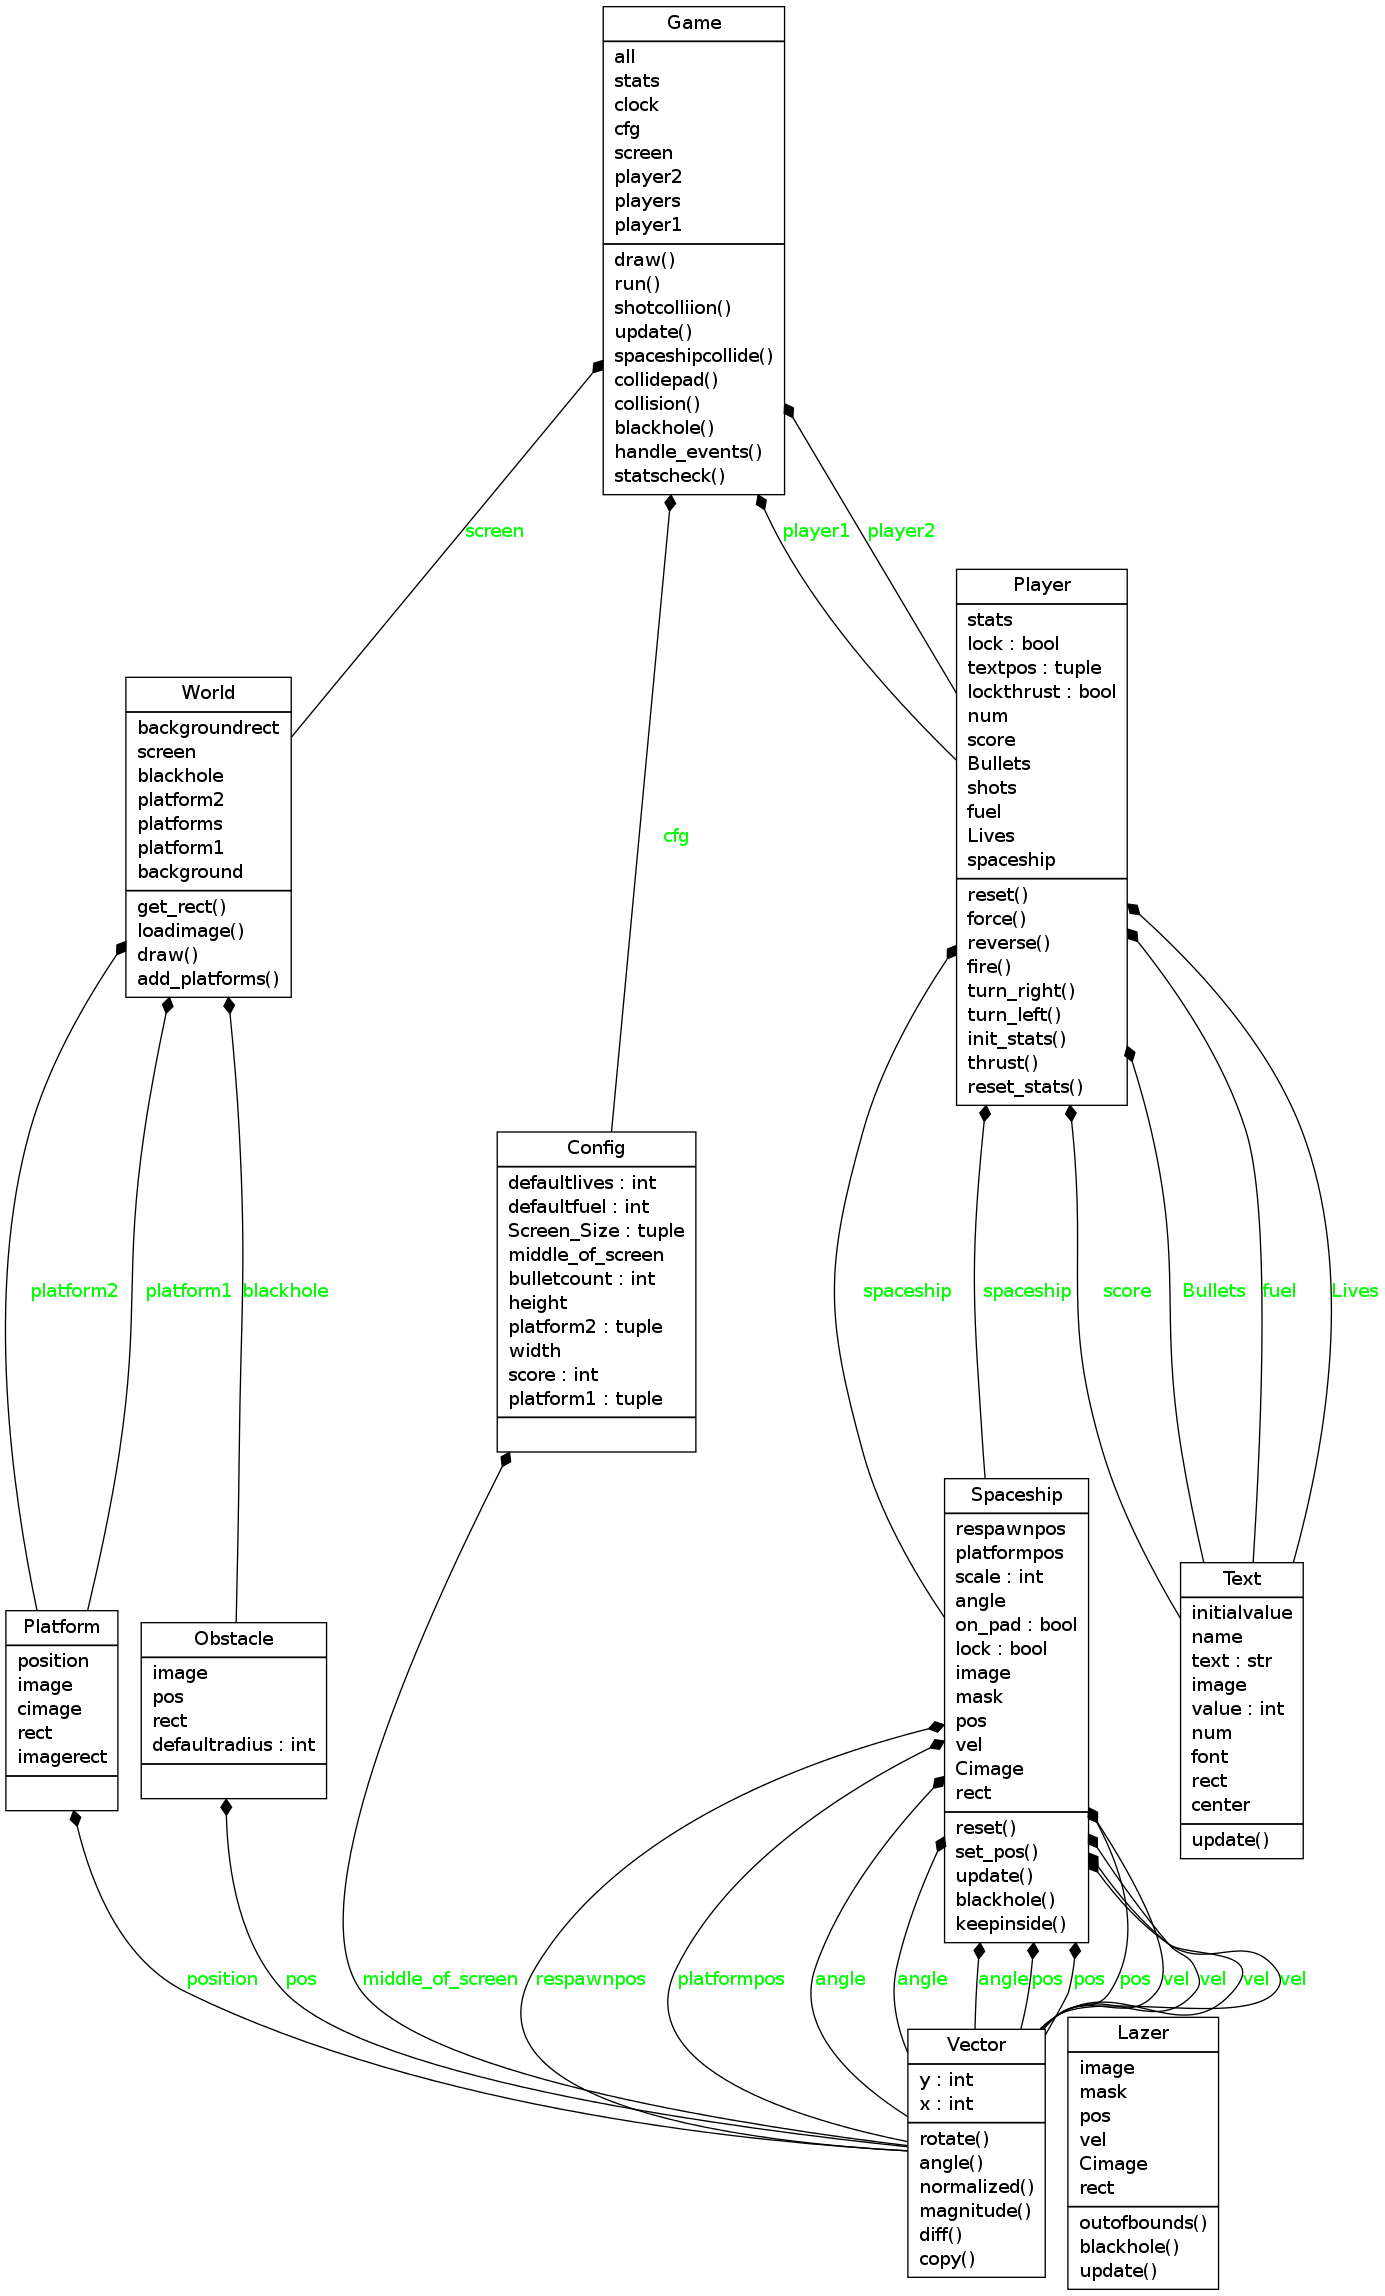 Game
all
stats
clock
cfg
screen
player2
players
player1
draw()
run()
shotcolliion()
update()
spaceshipcollide()
collidepad()
collision()
blackhole()
handle_events()
statscheck()
screen
player1
player2
Player
stats
lock : bool
textpos : tuple
lockthrust : bool
num
score
Bullets
shots
fuel
Lives
spaceship
reset()
force()
reverse()
fire()
turn_right()
turn_left()
init_stats()
thrust()
reset_stats()
World
backgroundrect
screen
blackhole
platform2
platforms
platform1
background
get_rect()
loadimage()
draw()
add_platforms()
cfg
Config
defaultlives : int
defaultfuel : int
Screen_Size : tuple
middle_of_screen
bulletcount : int
height
platform2 : tuple
width
score : int
platform1 : tuple
platform2
platform1
blackhole
spaceship
spaceship
score
Bullets
fuel
Lives
Spaceship
respawnpos
platformpos
scale : int
angle
on_pad : bool
lock : bool
image
mask
pos
vel
Cimage
rect
reset()
set_pos()
update()
blackhole()
keepinside()
Text
initialvalue
name
text : str
image
value : int
num
font
rect
center
update()
Platform
position
image
cimage
rect
imagerect
Obstacle
image
pos
rect
defaultradius : int
position
pos
middle_of_screen
respawnpos
platformpos
angle
angle
angle
pos
pos
pos
vel
vel
vel
vel
Vector
y : int
x : int
rotate()
angle()
normalized()
magnitude()
diff()
copy()
Lazer
image
mask
pos
vel
Cimage
rect
outofbounds()
blackhole()
update()